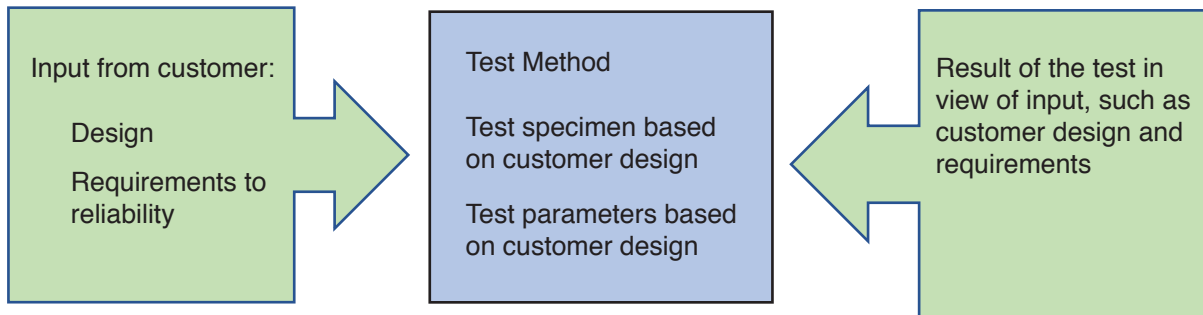 Input from customer:
Design
Requirements to
reliability
Test Method
Test specimen based
on customer design
Test parameters based
on customer design
Result of the test in
view of input, such as
customer design and
requirements